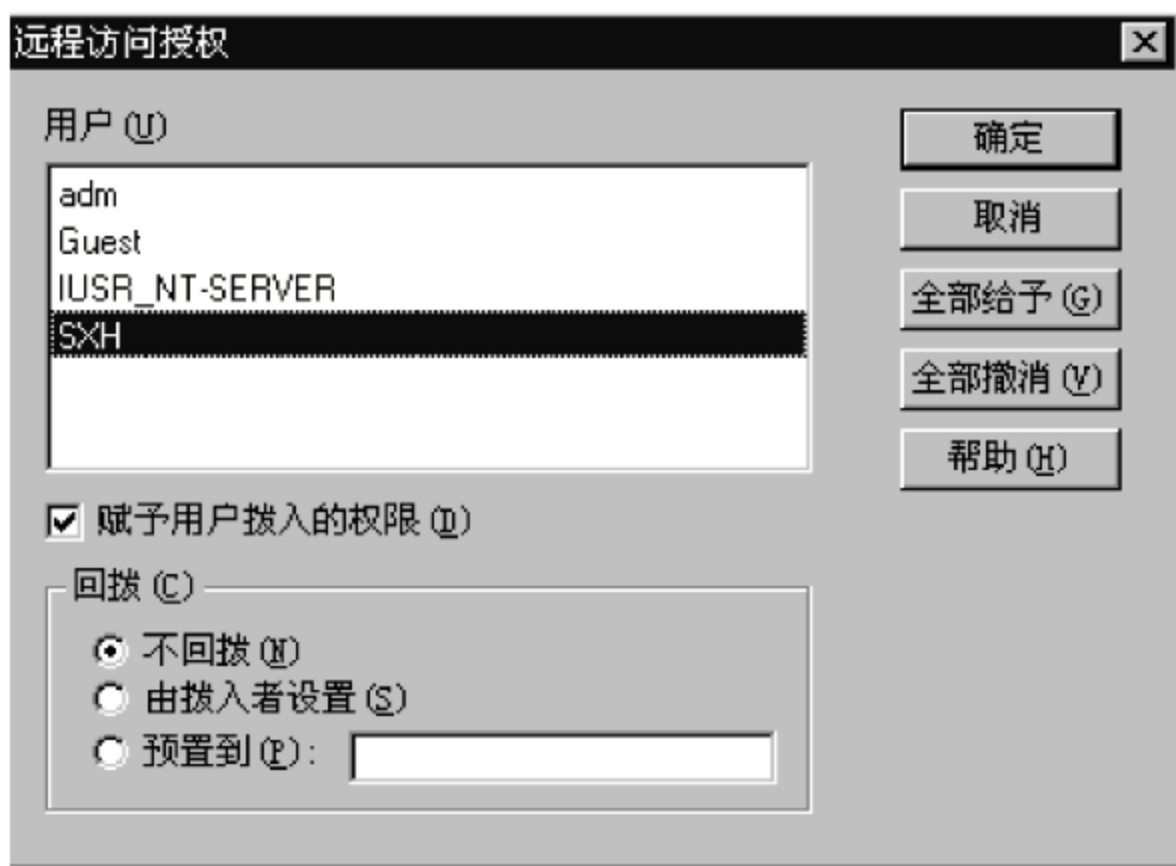 远程访问授权
用户(U)
adm
Guest
IUSR_NT-SERVER
SXH
确定
取消
全部给予(G)
全部撤消(V)
帮助(H)
赋予用户拨入的权限(D)
回拨(C)
不回拨(N)
由拨入者设置(S)
预置到(P):